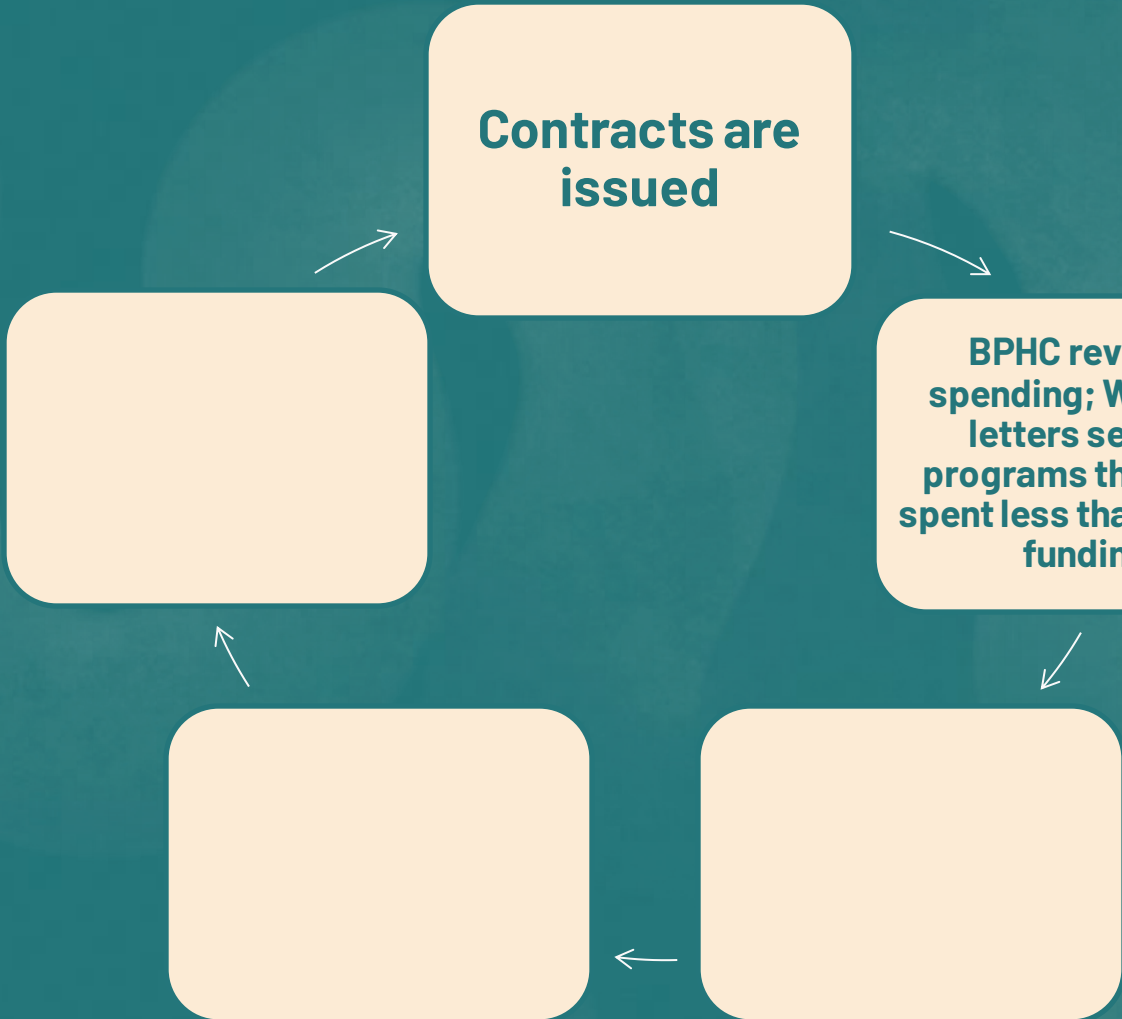 Contracts are
issued
BPHC rev
spending; W
letters se
programs th
spent less tha
fundin